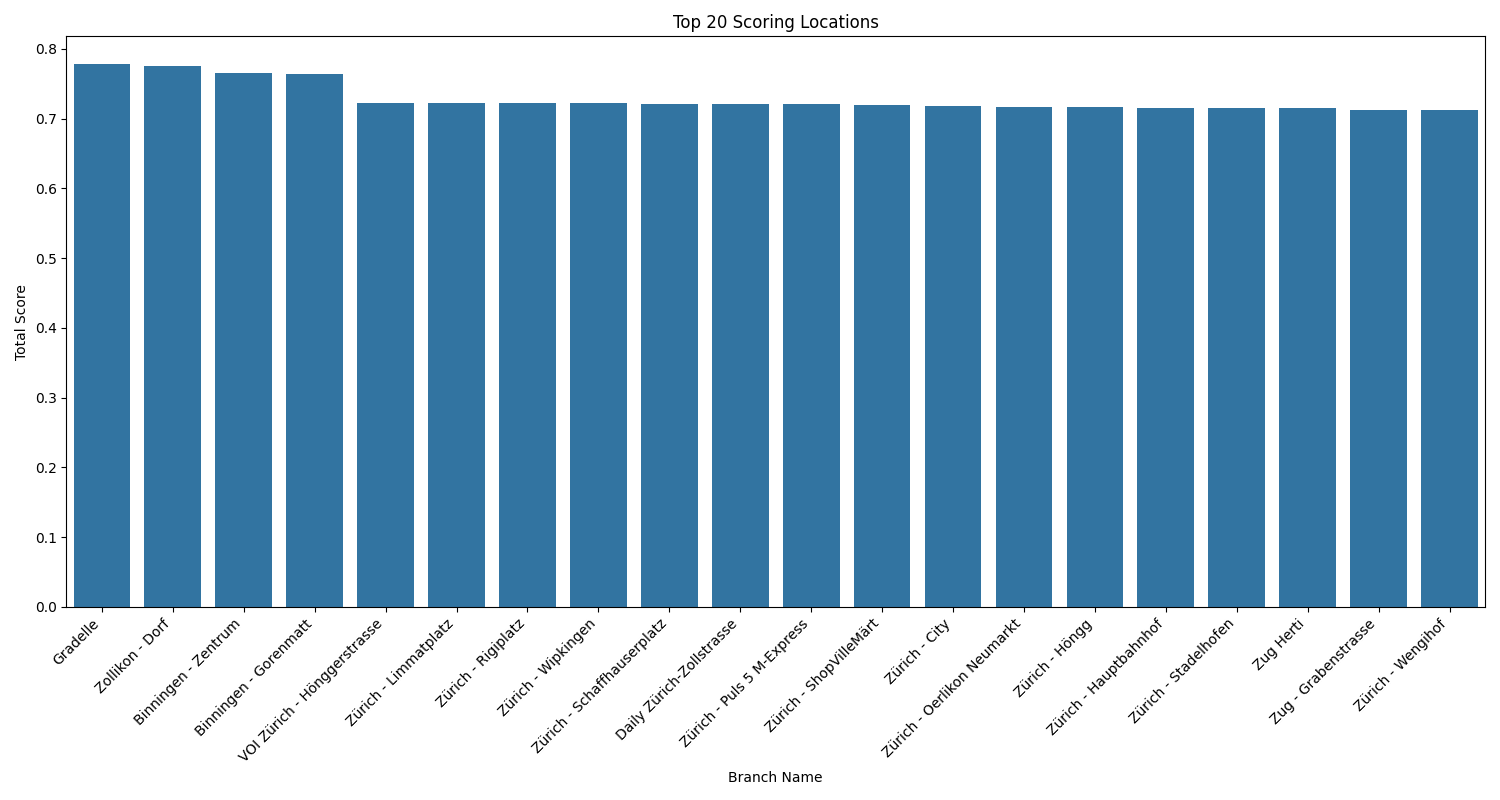 Top 20 Scoring Locations
Total Score
0.8
0.7
0.6
0.5
0.4
0.3
0.2
0.1
0.0
Gradelle
Zollikon - Dorf
Binningen - Zentrum
Binningen - Gorenmatt
VOI Zürich - Hönggerstrasse
Zürich - Limmatplatz
Zürich - Rigiplatz
Zürich - Wipkingen
Zürich - Schaffhauserplatz
Daily Zürich-Zollstrasse
Zürich - Puls 5 M-Express
Zürich - ShopVilleMärt
Zürich - City
Zürich - Oerlikon Neumarkt
Zürich - Höngg
Zürich - Hauptbahnhof
Zürich - Stadelhofen
Zug Herti
Zug - Grabenstrasse
Zürich - Wengihof
Branch Name